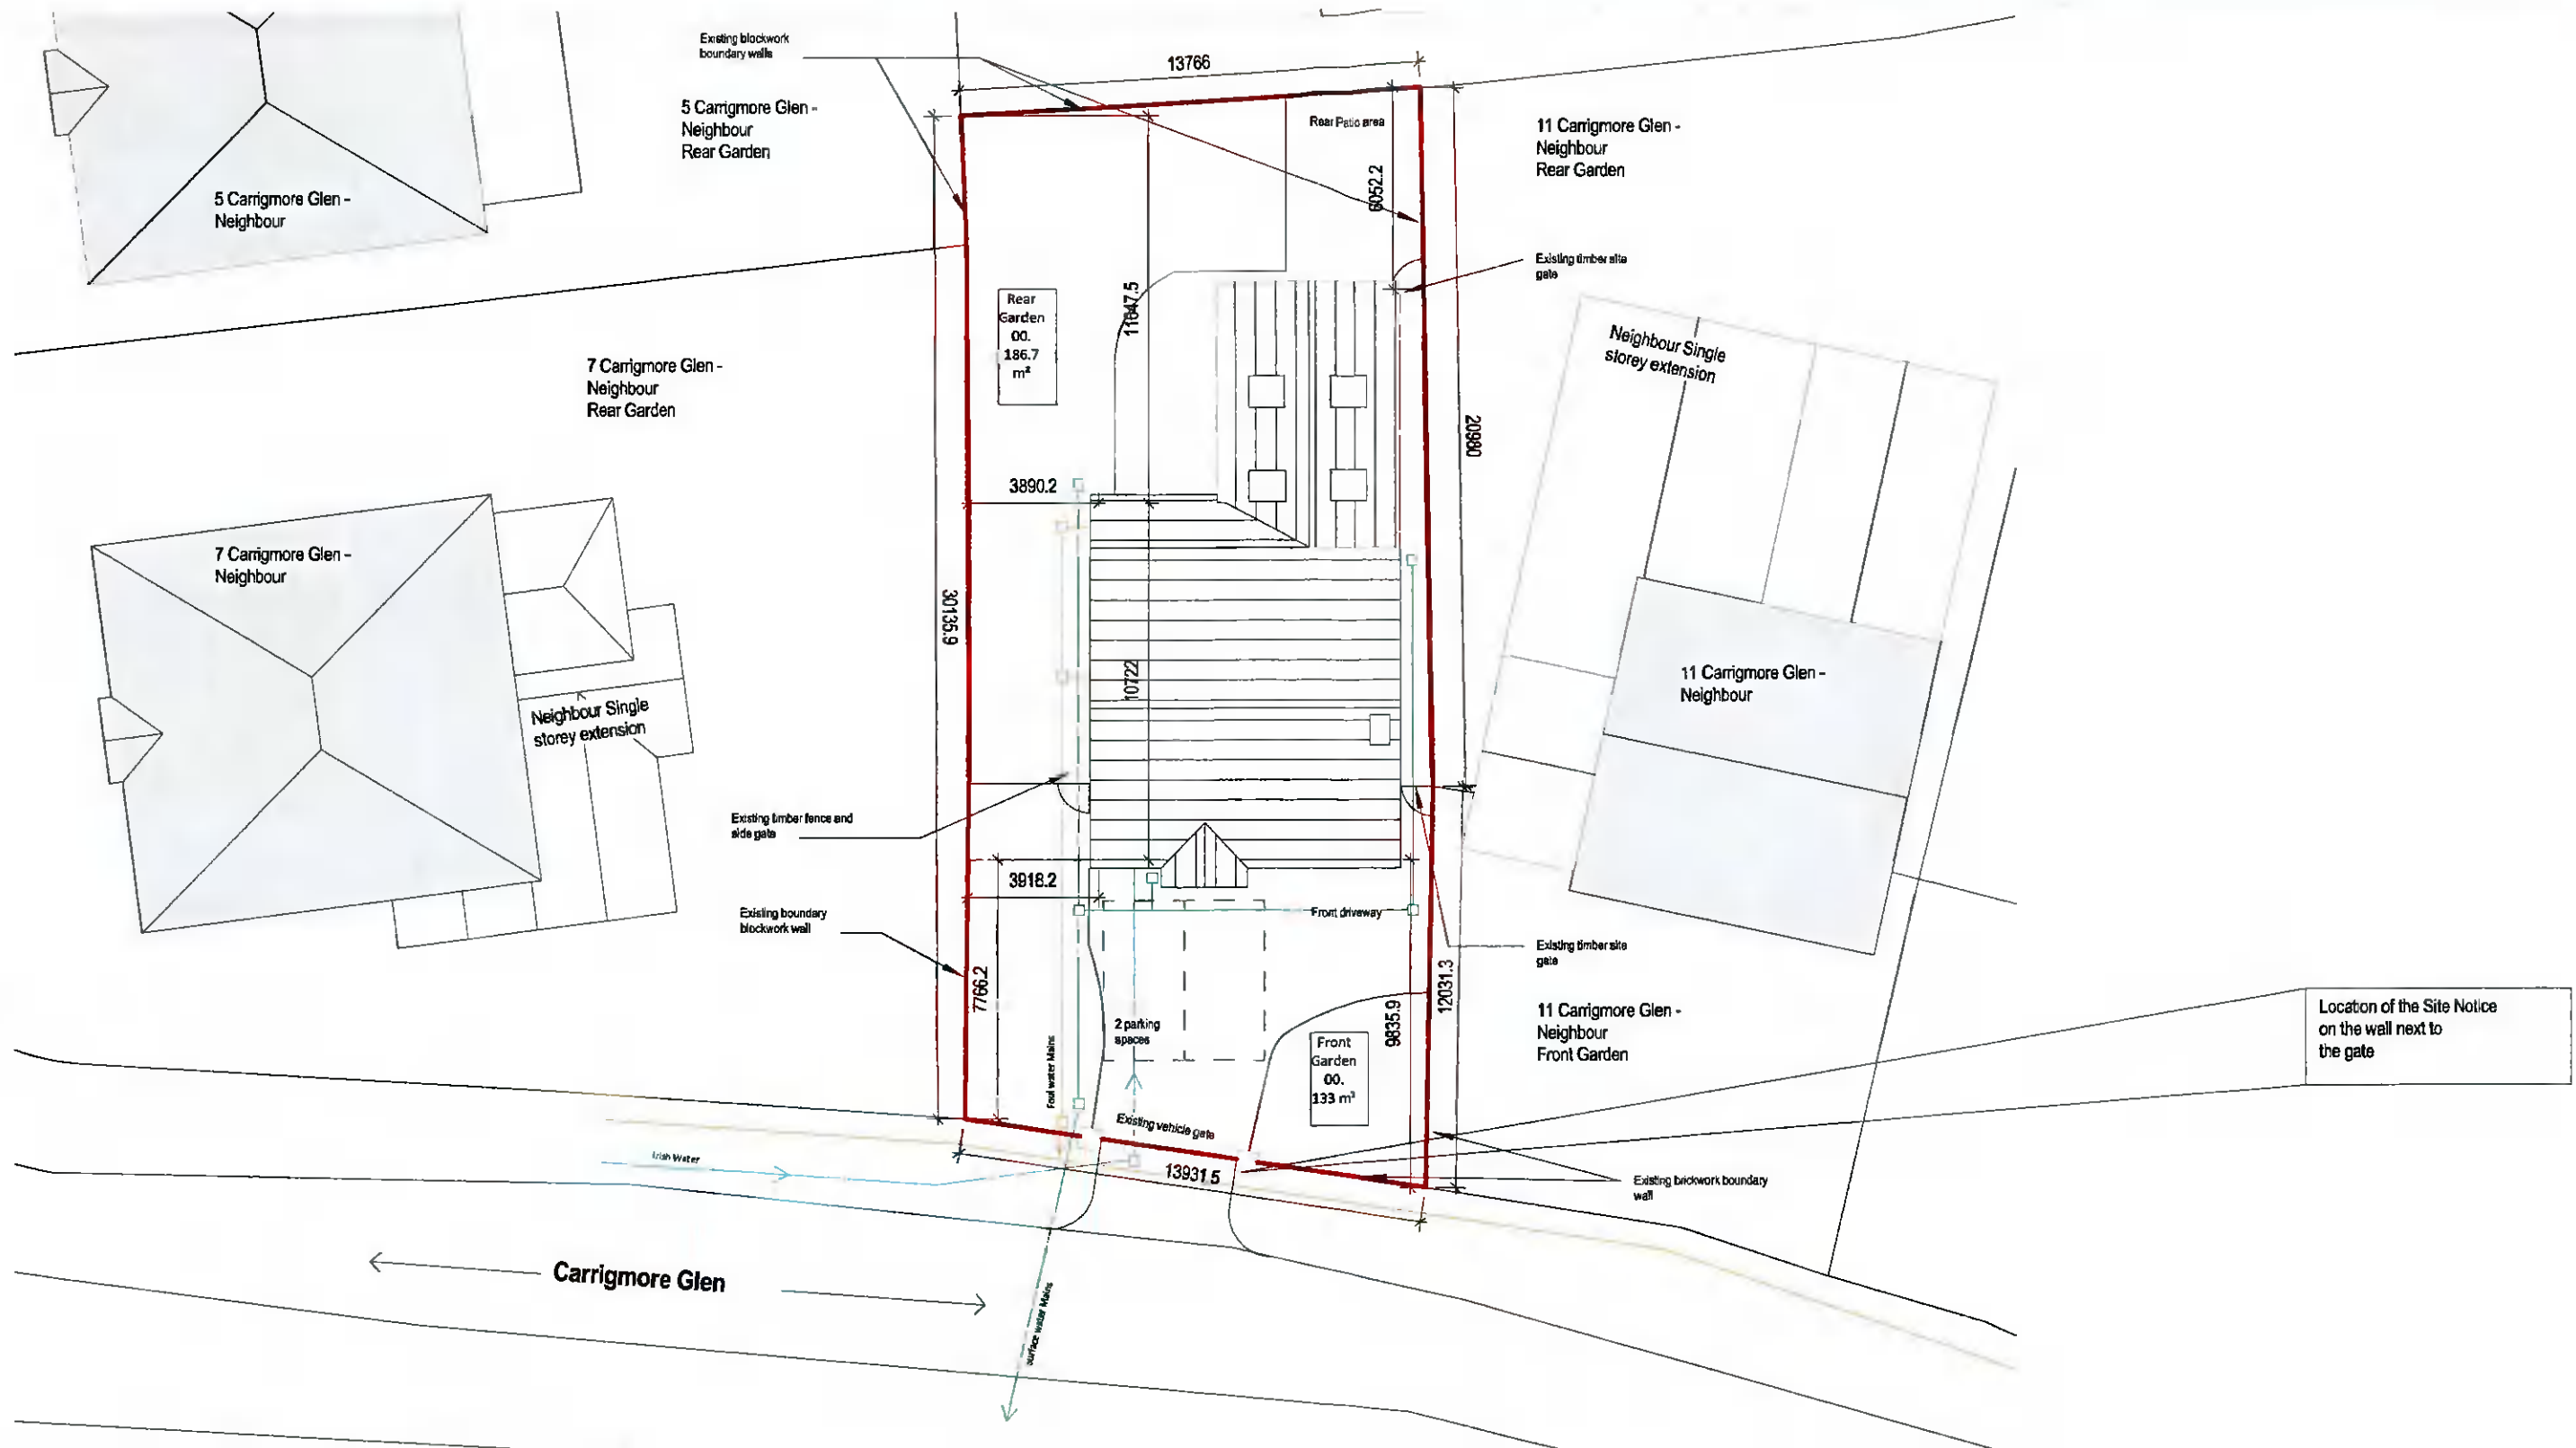 Existing blockwork
boundary walls
13766
5 Carrigmore Glen -
Neighbour
Rear Garden
Rear Patio area
11 Carrigmore Glen -
Neighbour
Rear Garden
6052.2
5 Carrigmore Glen -
Neighbour
Existing timber site
gate
Rear
Garden
00.
186.7
m²
11647.5
Neighbour Single
storey extension
7 Carrigmore Glen -
Neighbour
Rear Garden
20980
3890.2
7 Carrigmore Glen -
Neighbour
30135.9
10722
11 Carrigmore Glen -
Neighbour
Neighbour Single
storey extension
Existing timber fence and
side gate
3918.2
Existing boundary
blockwork wall
Front driveway
Existing timber site
gate
7766.2
12031.3
9835.9
11 Carrigmore Glen -
Neighbour
Front Garden
Location of the Site Notice
on the wall next to
the gate
2 parking
spaces
Front
Garden
00.
133 m²
Foul water Mains
Existing vehicle gate
Irish Water
13931.5
Existing brickwork boundary
wall
Carrigmore Glen
surface water Mains